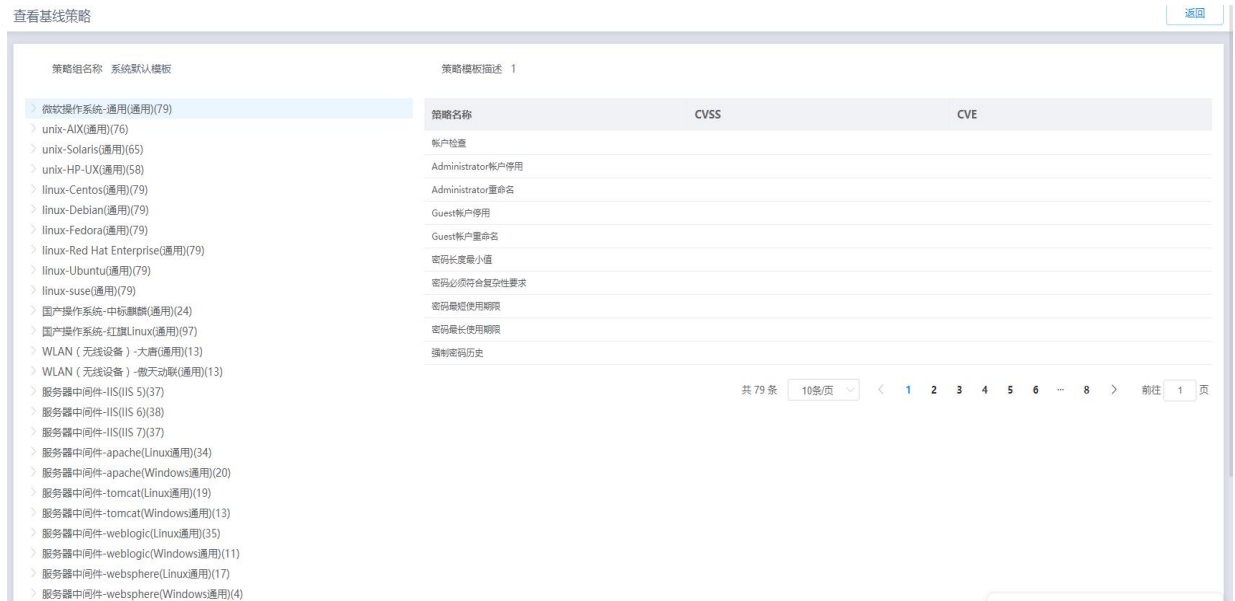 查看基线策略
返回
策略组名称 系统默认模板
策略模板描述 1
微软操作系统-通用(通用)(79)
unix-AIX(通用)(76)
unix-Solaris(通用)(65)
unix-HP-UX(通用)(58)
linux-Centos(通用)(79)
linux-Debian(通用)(79)
linux-Fedora(通用)(79)
linux-Red Hat Enterprise(通用)(79)
linux-Ubuntu(通用)(79)
linux-suse(通用)(79)
国产操作系统-中标麒麟(通用)(24)
国产操作系统-红旗Linux(通用)(97)
WLAN（无线设备）-大唐(通用)(13)
WLAN（无线设备）-傲天动联(通用)(13)
服务器中间件-IIS(IIS 5)(37)
服务器中间件-IIS(IIS 6)(38)
服务器中间件-IIS(IIS 7)(37)
服务器中间件-apache(Linux通用)(34)
服务器中间件-apache(Windows通用)(20)
服务器中间件-tomcat(Linux通用)(19)
服务器中间件-tomcat(Windows通用)(13)
服务器中间件-weblogic(Linux通用)(35)
服务器中间件-weblogic(Windows通用)(11)
服务器中间件-websphere(Linux通用)(17)
服务器中间件-websphere(Windows通用)(4)
策略名称 CVSS CVE
帐户检查
Administrator帐户停用
Administrator重命名
Guest帐户停用
Guest帐户重命名
密码长度最小值
密码必须符合复杂性要求
密码最短使用期限
密码最长使用期限
强制密码历史
共 79 条 10条/页 1 2 3 4 5 6 ··· 8 前往 1 页